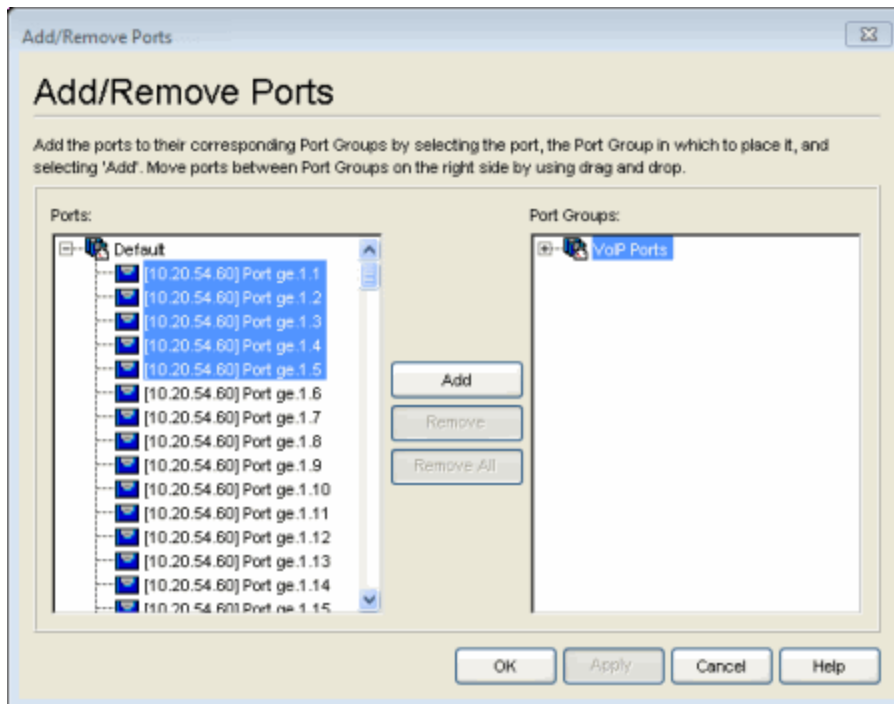 Add/Remove Ports
Add/Remove Ports
Add the ports to their corresponding Port Groups by selecting the port, the Port Group in which to place it, and
selecting 'Add'. Move ports between Port Groups on the right side by using drag and drop.
Ports:
Default
[10.20.54.60] Port ge.1.1
[10.20.54.60] Port ge.1.2
[10.20.54.60] Port ge.1.3
[10.20.54.60] Port ge.1.4
[10.20.54.60] Port ge.1.5
[10.20.54.60] Port ge.1.6
[10.20.54.60] Port ge.1.7
[10.20.54.60] Port ge.1.8
[10.20.54.60] Port ge.1.9
[10.20.54.60] Port ge.1.10
[10.20.54.60] Port ge.1.11
[10.20.54.60] Port ge.1.12
[10.20.54.60] Port ge.1.13
[10.20.54.60] Port ge.1.14
[10.20.54.60] Port ge.1.15
Add
Remove
Remove All
Port Groups:
VoIP Ports
OK
Apply
Cancel
Help